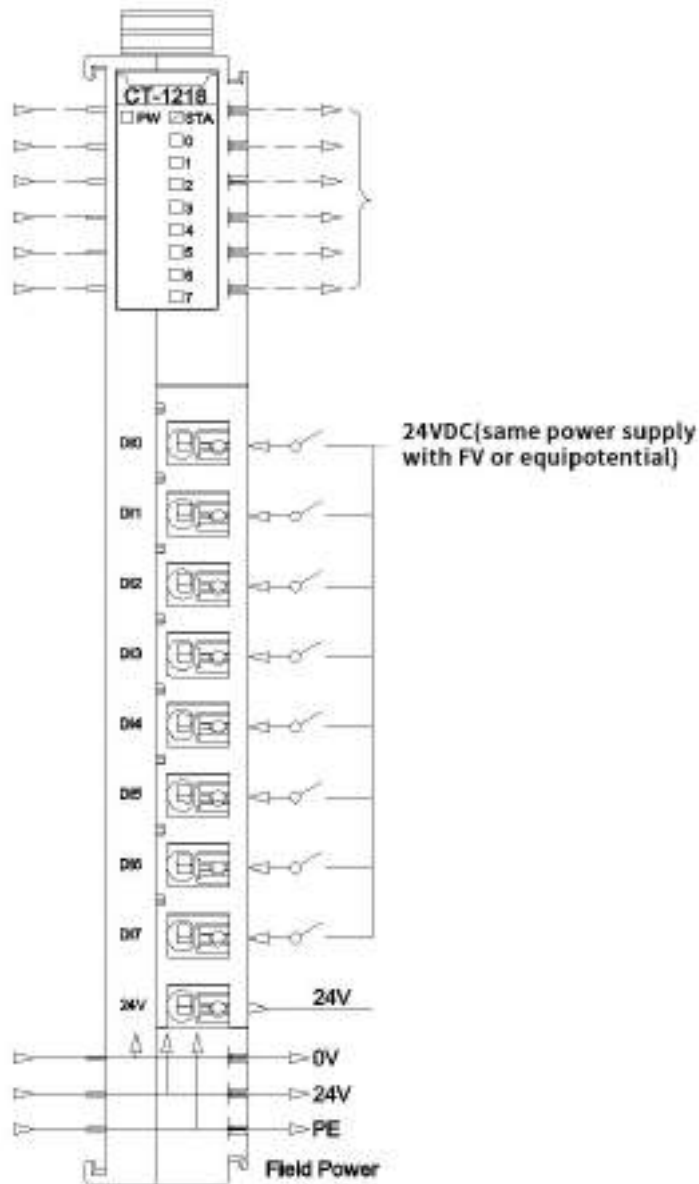 CT-1218
PW STA
0
1
2
3
4
5
6
7
24VDC(same power supply
with FV or equipotential)
DI0
DI1
DI2
DI3
DI4
DI5
DI6
DI7
24V 24V
0V
24V
PE
Field Power